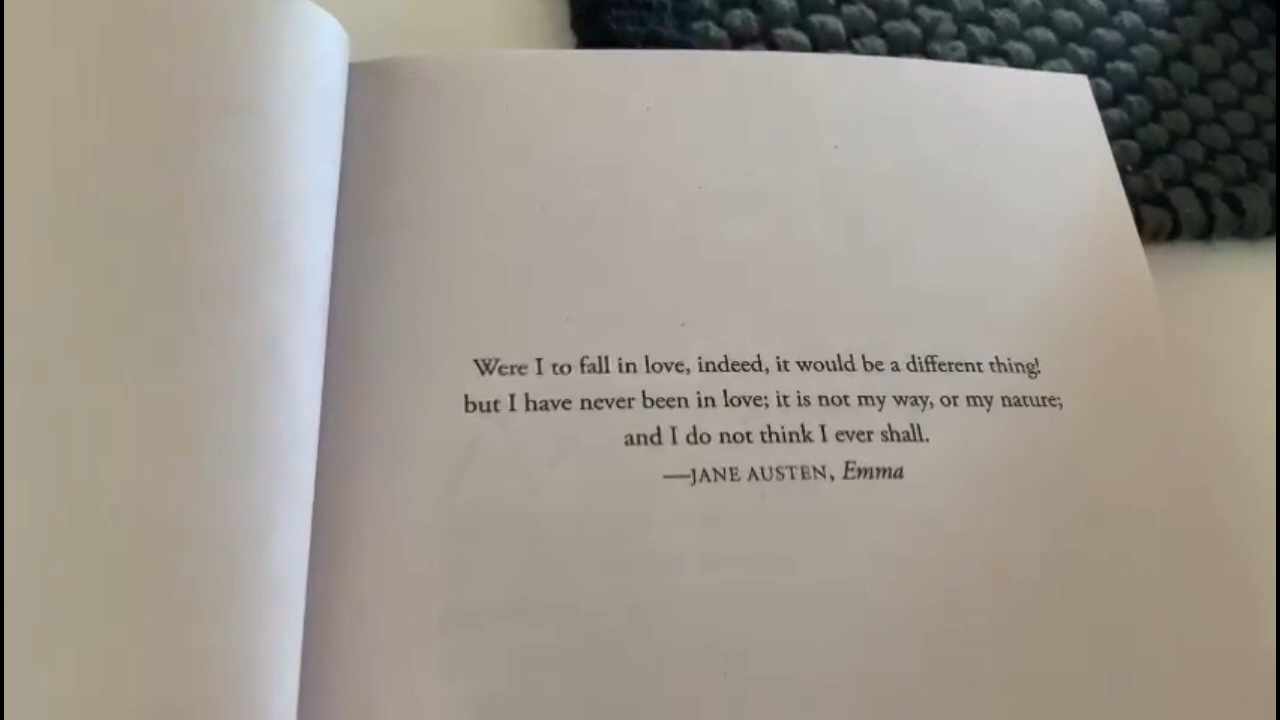 Were I to fall in love, indeed, it would be a different thing!
but I have never been in love; it is not my way, or my nature;
and I do not think I ever shall.
—JANE AUSTEN, Emma